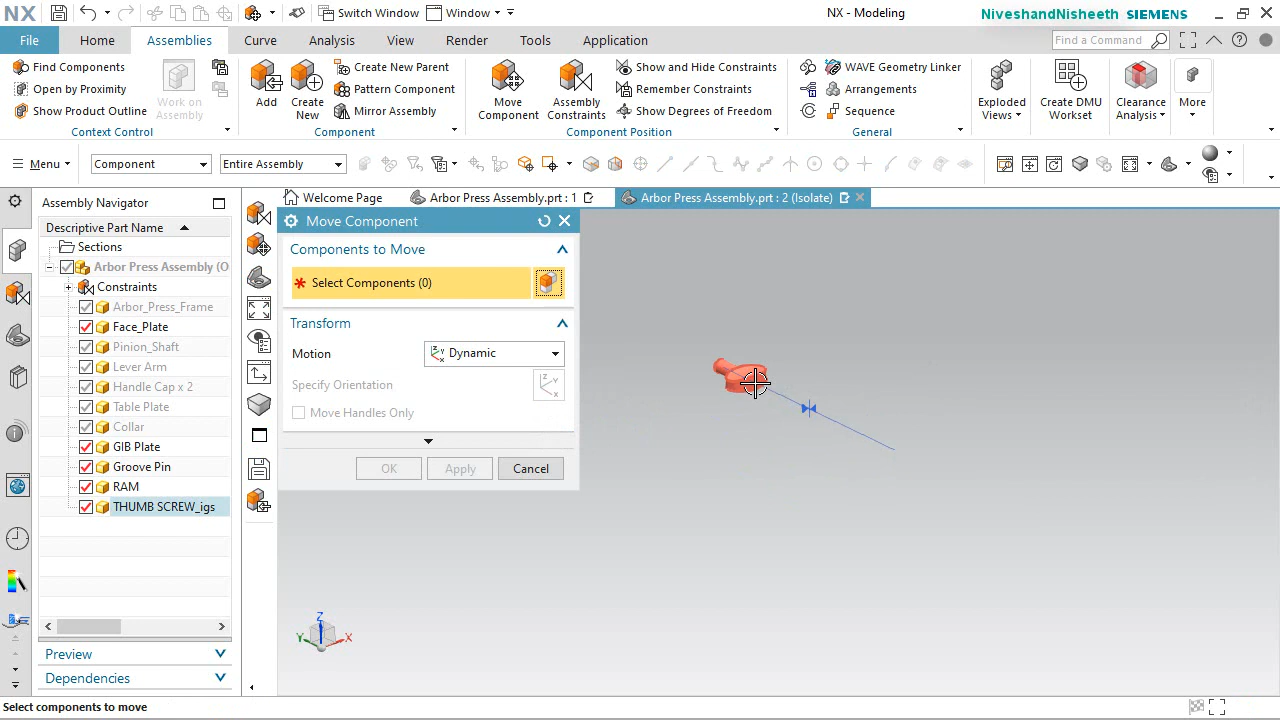 NX Switch Window Window NX - Modeling NiveshandNisheeth SIEMENS
File Home Assemblies Curve Analysis View Render Tools Application Find a Command
Find Components
Open by Proximity
Show Product Outline
Context Control
Work on
Assembly
Add
Create
New
Create New Parent
Pattern Component
Mirror Assembly
Component
Move
Component
Assembly
Constraints
Show and Hide Constraints
Remember Constraints
Show Degrees of Freedom
Component Position
WAVE Geometry Linker
Arrangements
Sequence
General
Exploded
Views
Create DMU
Workset
Clearance
Analysis
More
Menu Component Entire Assembly
Assembly Navigator
Welcome Page Arbor Press Assembly.prt : 1 Arbor Press Assembly.prt : 2 (Isolate)
Descriptive Part Name
Sections
Arbor Press Assembly (O
Constraints
Arbor_Press_Frame
Face_Plate
Pinion_Shaft
Lever Arm
Handle Cap x 2
Table Plate
Collar
GIB Plate
Groove Pin
RAM
THUMB SCREW_igs
Preview
Dependencies
Move Component
Components to Move
* Select Components (0)
Transform
Motion Dynamic
Specify Orientation
Move Handles Only
OK Apply Cancel
Z
Y X
Select components to move